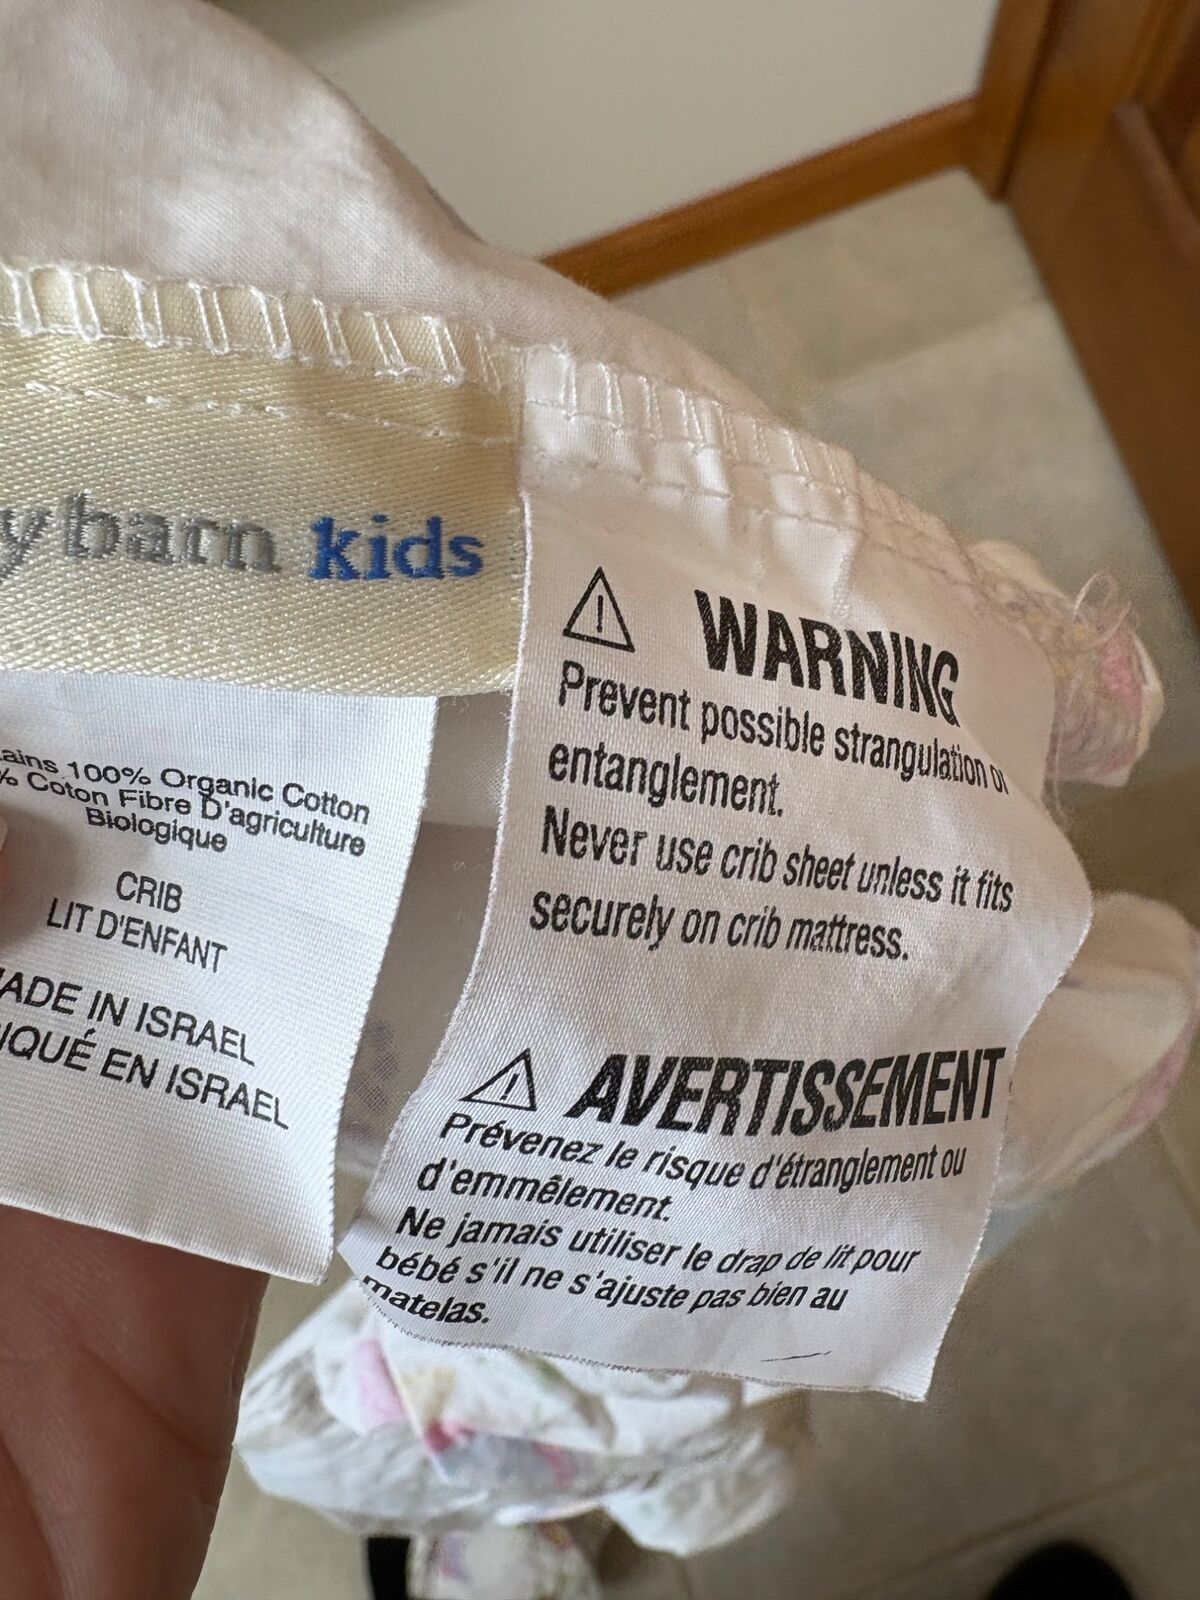 y barn kids
ains 100% Organic Cotton
% Coton Fibre D'agriculture
Biologique
CRIB
LIT D'ENFANT
ADE IN ISRAEL
IQUÉ EN ISRAEL
⚠ WARNING
Prevent possible strangulation or
entanglement.
Never use crib sheet unless it fits
securely on crib mattress.
⚠ AVERTISSEMENT
Prévenez le risque d'étranglement ou
d'emmêlement.
Ne jamais utiliser le drap de lit pour
bébé s'il ne s'ajuste pas bien au
matelas.